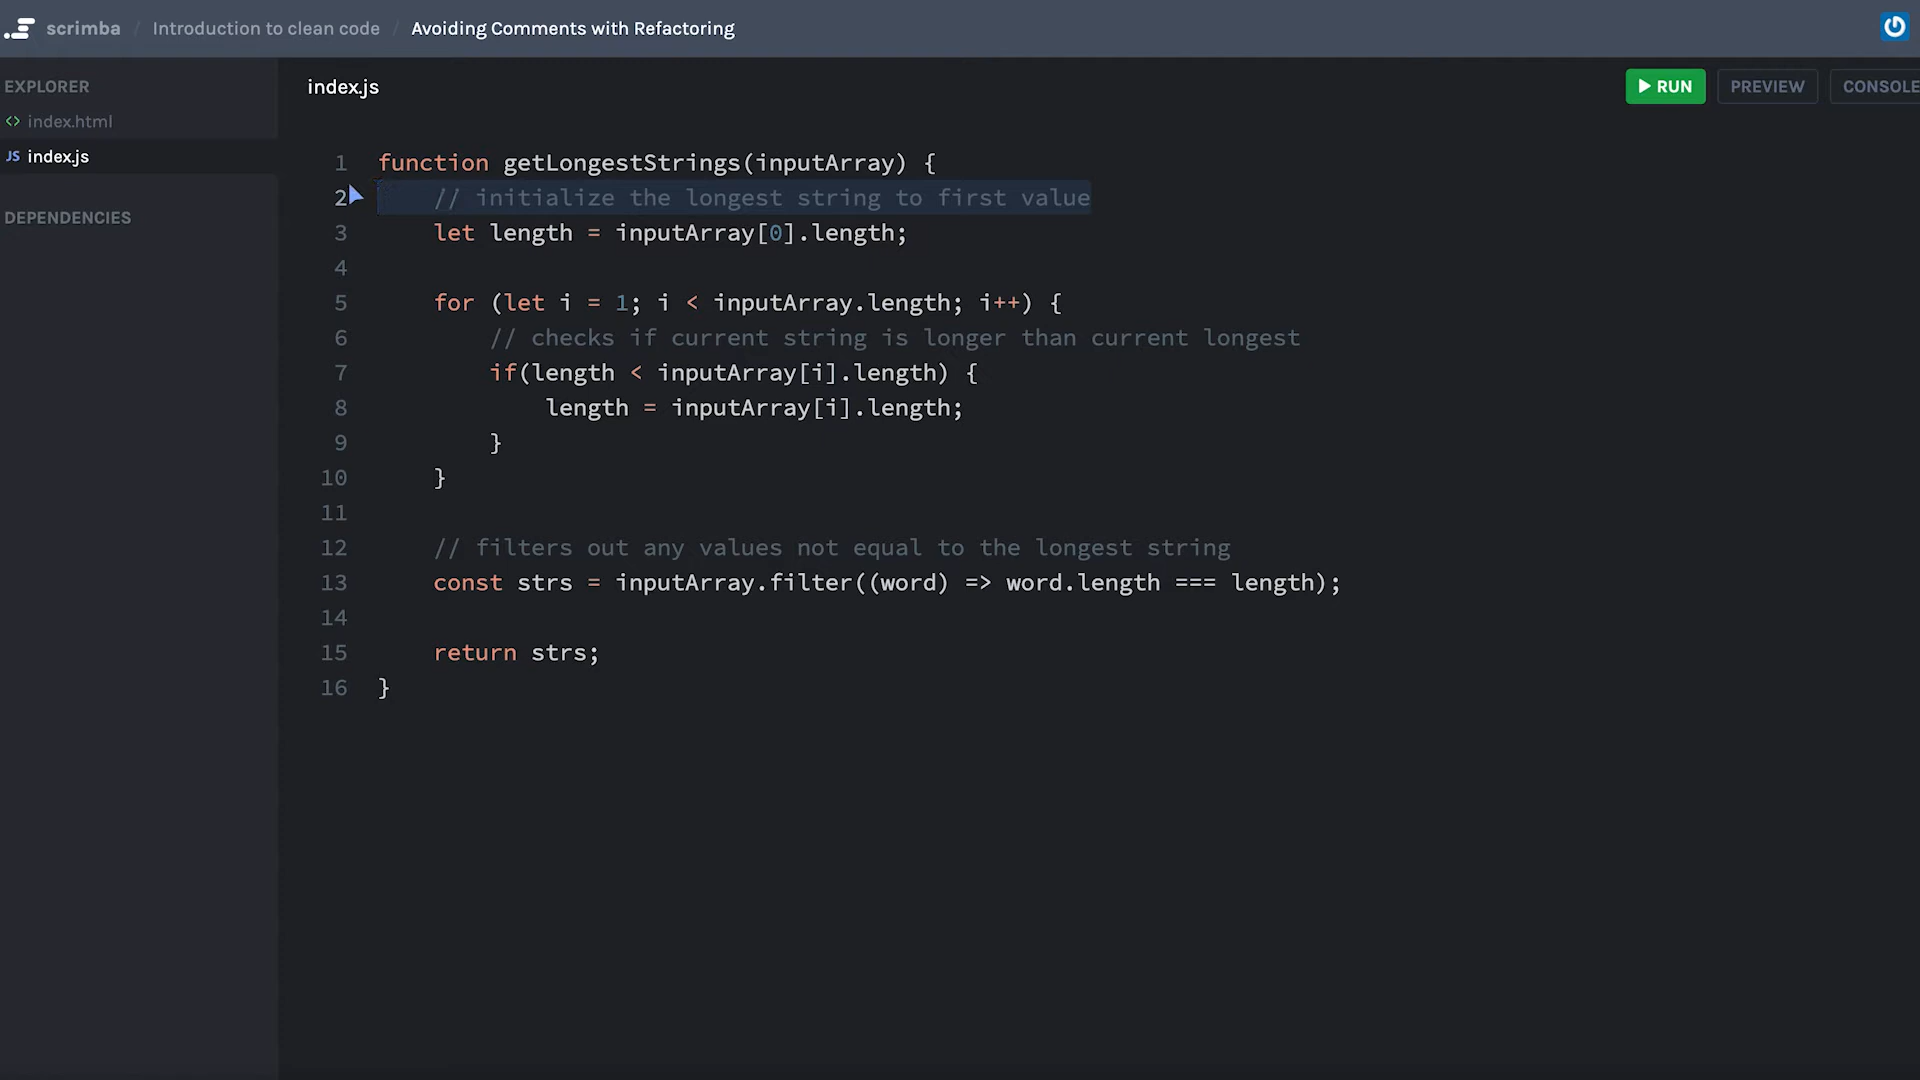 scrimba / Introduction to clean code / Avoiding Comments with Refactoring
EXPLORER
<> index.html
JS index.js
DEPENDENCIES
index.js
RUN
PREVIEW
CONSOLE
1 function getLongestStrings(inputArray) {
2 // initialize the longest string to first value
3 let length = inputArray[0].length;
4
5 for (let i = 1; i < inputArray.length; i++) {
6 // checks if current string is longer than current longest
7 if(length < inputArray[i].length) {
8 length = inputArray[i].length;
9 }
10 }
11
12 // filters out any values not equal to the longest string
13 const strs = inputArray.filter((word) => word.length === length);
14
15 return strs;
16 }